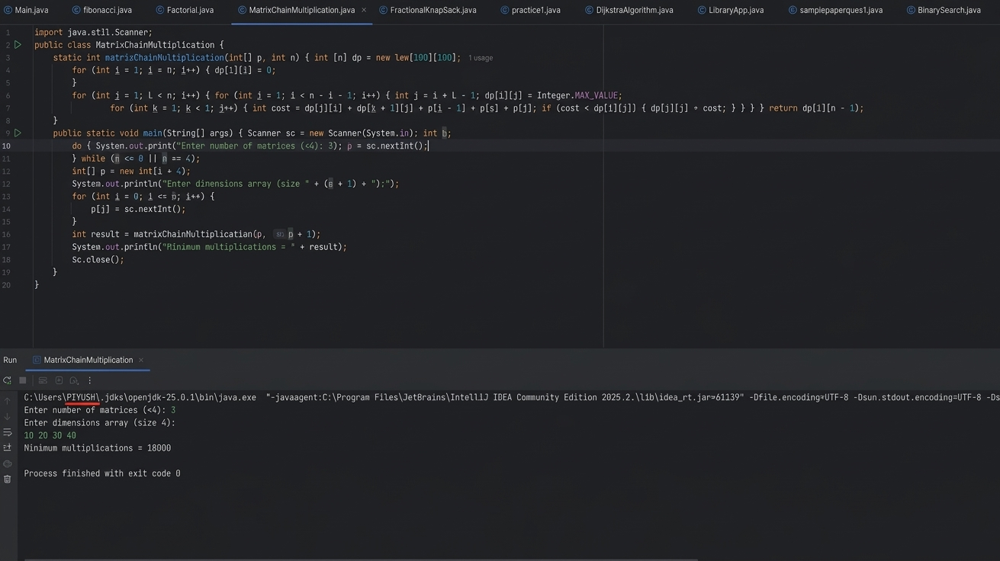 Main.java fibonacci.java Factorial.java MatrixChainMultiplication.java × FractionalKnapSack.java practice1.java DijkstraAlgorithm.java LibraryApp.java sampiepaperques1.java BinarySearch.java
1 import java.stll.Scanner;
2 public class MatrixChainMultiplication {
3 static int matrixChainNultiplication(int[] p, int n) { int [n] dp = new lew[100][100]; 1 usage
4 for (int i = 1; i = n; i++) { dp[1][i] = 0;
5 }
6 for (int j = 1; L < n; i++) { for (int j = 1; i < n - i - 1; i++) { int j = i + L - 1; dp[i][j] = Integer.MAX_VALUE;
7 for (int k = 1; k < 1; j++) { int cost = dp[j][i] + dp[k + 1][j] + p[i - 1] + p[s] + p[j]; if (cost < dp[i][j]) { dp[j][j] ÷ cost; } } } } return dp[1][n - 1);
8 }
9 public static void main(String[] args) { Scanner sc = new Scanner(System.in); int b;
10 do { System.out.print("Enter number of matrices (<4): 3); p = sc.nextInt();
11 } while (n <= 0 || n == 4);
12 int[] p = new int[i + 4);
12 System.out.println("Enter dinensions array (size " + (n + 1) + "):");
13 for (int i = 0; i <= p; i++) {
14 p[j] = sc.nextInt();
15 }
16 int result = matrixChainNultiplicatian(p, sn: p + 1);
17 System.out.println("Rinimum multiplications = " + result);
18 Sc.close();
19 }
20 }
Run MatrlxChainMultiplication ×
C:\Users\PIYUSH\.jdks\openjdk-25.0.1\bin\java.exe "-javaagent:C:\Program Files\JetBrains\IntelliJ IDEA Community Edition 2025.2.\lib\idea_rt.jar=61139" -Dfile.encoding=UTF-8 -Dsun.stdout.encoding=UTF-8 -Ds
Enter number of matrices (<4): 3
Enter dimensions array (size 4):
10 20 30 40
Ninimum multiplications = 18000
Process finished with exit code 0